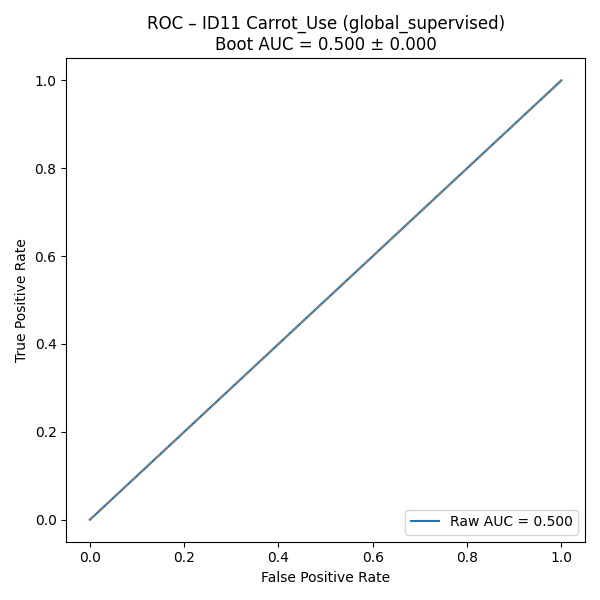 ROC – ID11 Carrot_Use (global_supervised)
Boot AUC = 0.500 ± 0.000
True Positive Rate
1.0
0.8
0.6
0.4
0.2
0.0
Raw AUC = 0.500
0.0 0.2 0.4 0.6 0.8 1.0
False Positive Rate